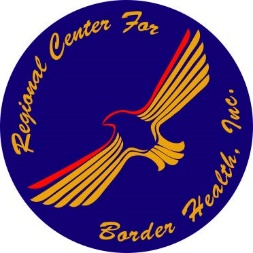 Regional Center For
Border Health, Inc.